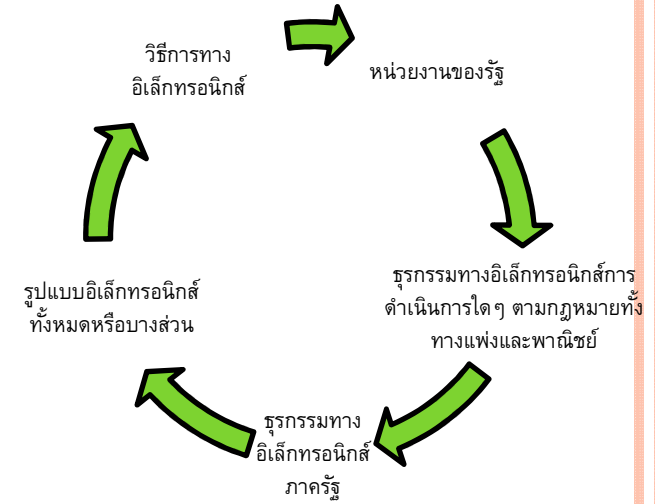 วิธีการทาง
อิเล็กทรอนิกส์
หน่วยงานของรัฐ
ธุรกรรมทางอิเล็กทรอนิกส์การ
ดำเนินการใดๆ ตามกฎหมายทั้ง
ทางแพ่งและพาณิชย์
ธุรกรรมทาง
อิเล็กทรอนิกส์
ภาครัฐ
รูปแบบอิเล็กทรอนิกส์
ทั้งหมดหรือบางส่วน